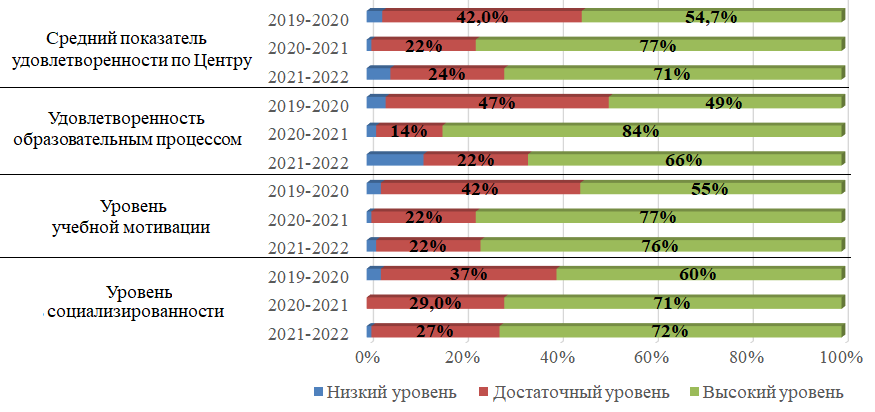 2019-2020 42,0% 54,7%
Средний показатель
удовлетворенности по Центру
2020-2021 22% 77%
2021-2022 24% 71%
2019-2020 47% 49%
Удовлетворенность
образовательным процессом
2020-2021 14% 84%
2021-2022 22% 66%
2019-2020 42% 55%
Уровень
учебной мотивации
2020-2021 22% 77%
2021-2022 22% 76%
2019-2020 37% 60%
Уровень
социализированности
2020-2021 29,0% 71%
2021-2022 27% 72%
0% 20% 40% 60% 80% 100%
Низкий уровень Достаточный уровень Высокий уровень